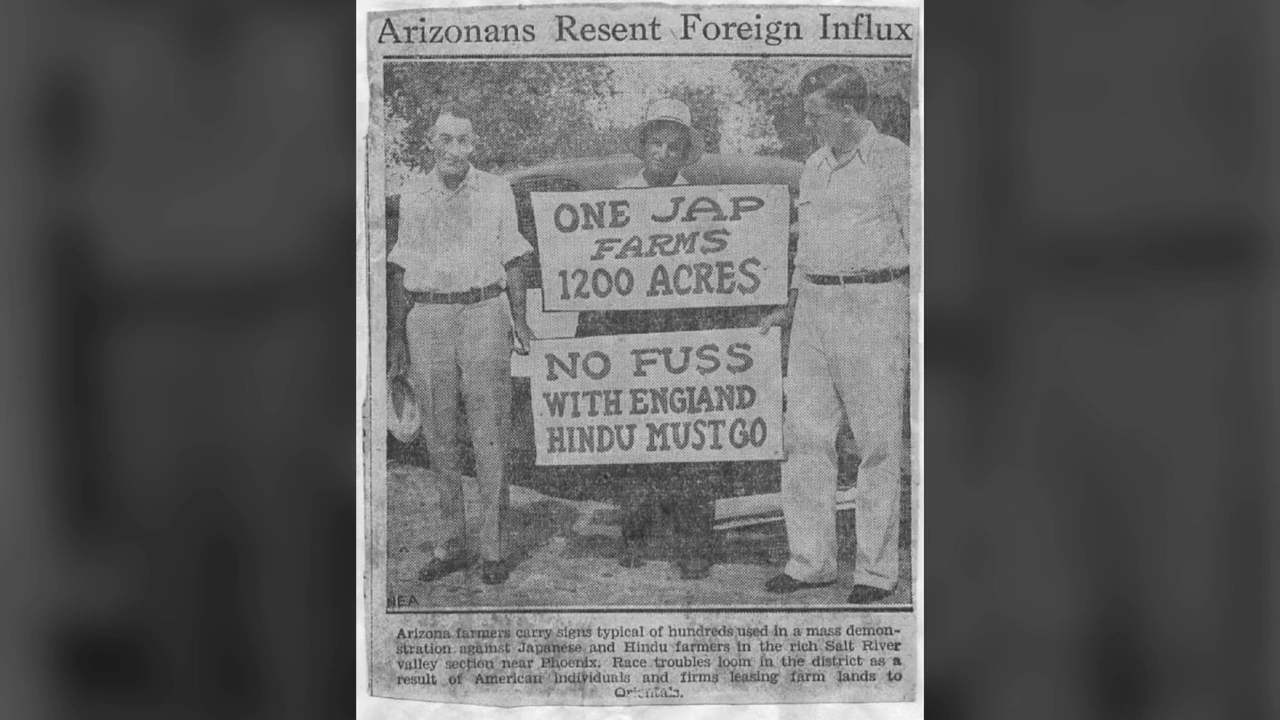 Arizonans Resent Foreign Influx
ONE JAP
FARMS
1200 ACRES
NO FUSS
WITH ENGLAND
HINDU MUST GO
NEA
Arizona farmers carry signs typical of hundreds used in a mass demon-
stration against Japanese and Hindu farmers in the rich Salt River
valley section near Phoenix. Race troubles loom in the district as a
result of American individuals and firms leasing farm lands to
Orientals.